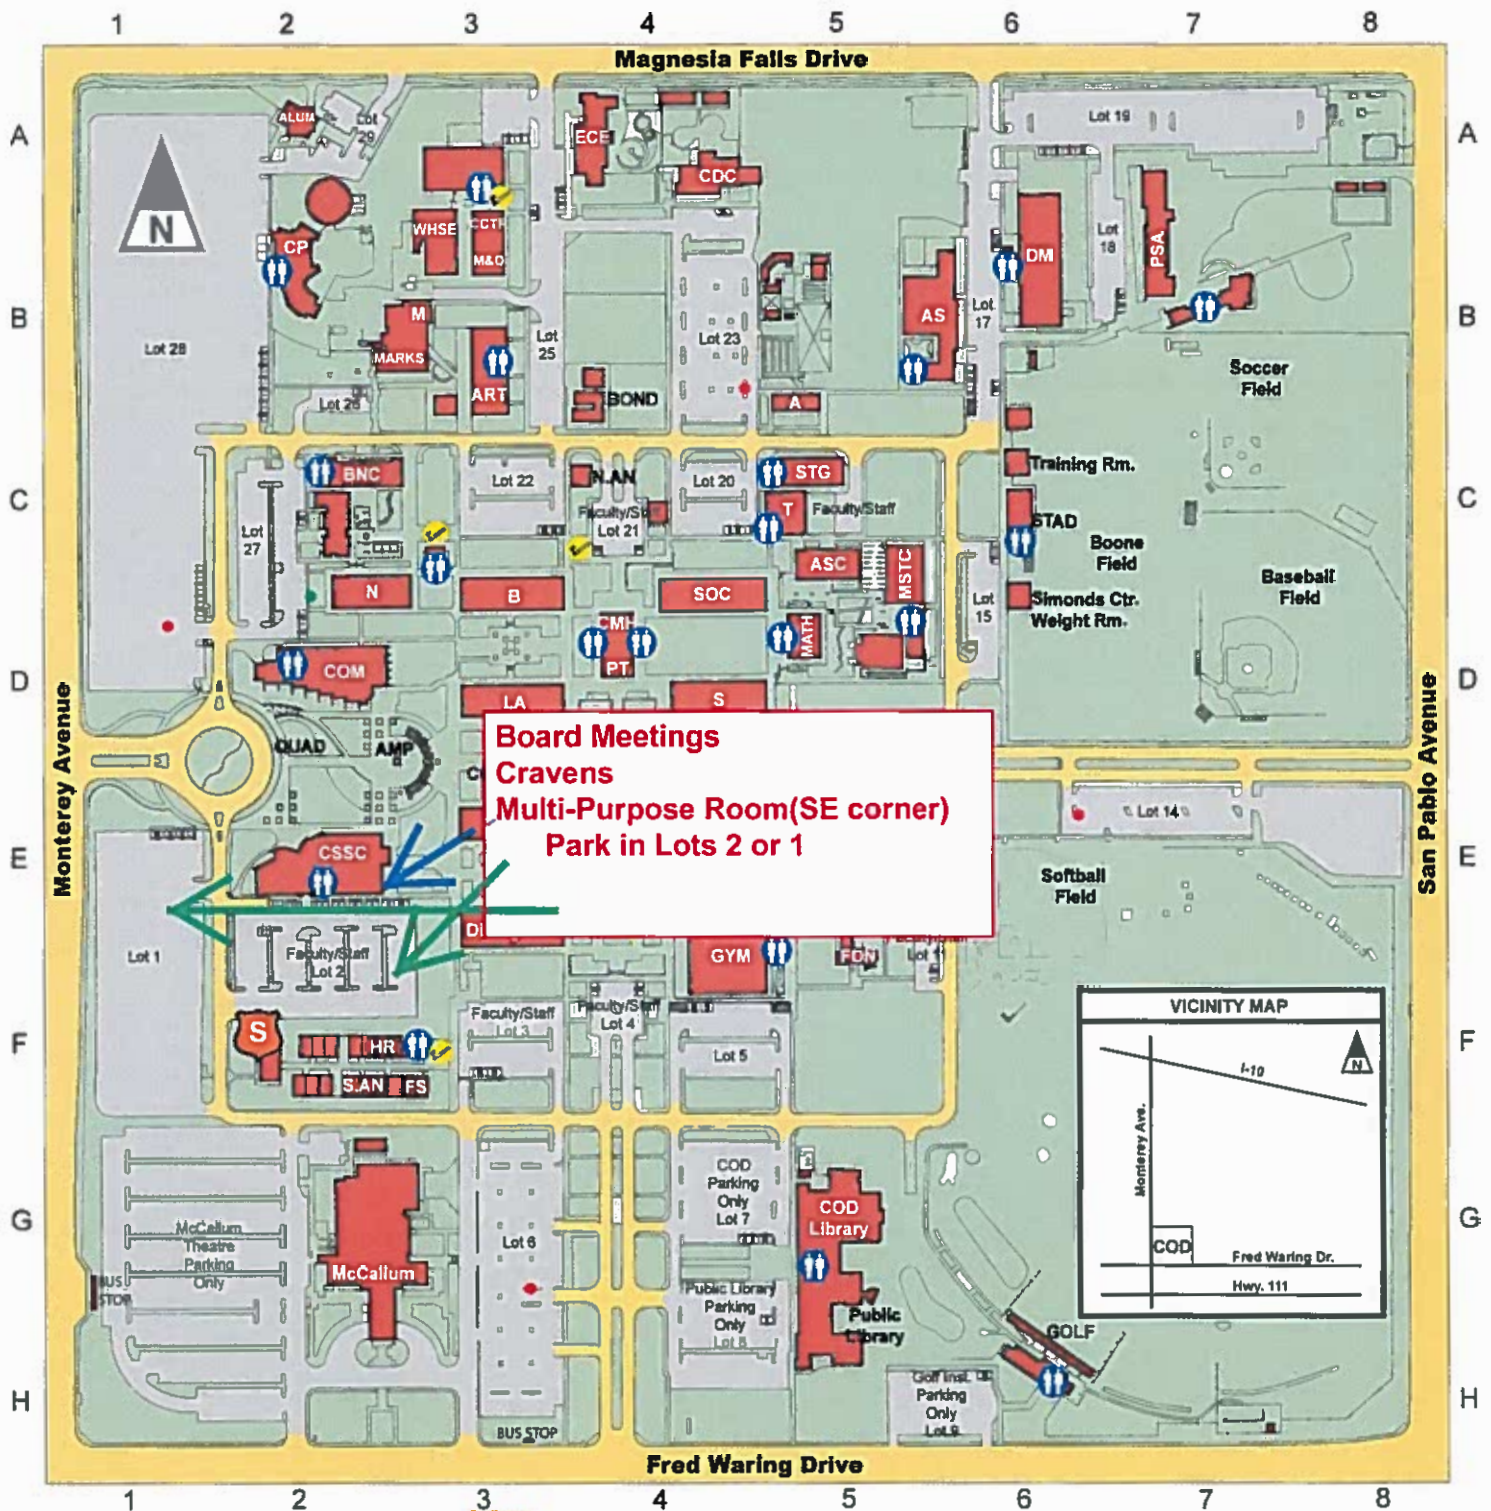 1 2 3 4 5 6 7 8
Magnesia Falls Drive
A
A
ALUM
Lot
29
ECE
CDC
Lot 19
N
WHSE
M&O
CP
Lot
18
PSA
DM
B
B
M
MARKS
Lot 28
Lot
25
Lot 23
AS
Lot
17
Soccer
Field
ART
Lot 26
BOND
A
BNC
Lot 22
N.AN
Lot 20
STG
Training Rm.
C
C
Lot
27
Faculty/Staff
Lot 21
T
Faculty/Staff
STAD
Boone
Field
ASC
MSTC
N
B
SOC
Baseball
Field
Lot
15
Simonds Ctr.
Weight Rm.
CMH
PT
MATH
D
D
COM
LA
S
Monterey Avenue
San Pablo Avenue
QUAD
AMP
Board Meetings
Cravens
Multi-Purpose Room(SE corner)
Park in Lots 2 or 1
Lot 14
E
E
CSSC
Softball
Field
Lot 1
Faculty/Staff
Lot 2
GYM
FDN
Lot 11
VICINITY MAP
I-10
N
Monterey Ave.
COD
Fred Waring Dr.
Hwy. 111
S
Faculty/Staff
Lot 3
Faculty/Staff
Lot 4
Lot 5
F
F
HR
S.AN
FS
COD
Parking
Only
Lot 7
COD
Library
G
G
McCallum
Theatre
Parking
Only
Lot 6
McCallum
BUS
STOP
Public Library
Parking
Only
Lot 8
Public
Library
GOLF
H
H
Golf Inst.
Parking
Only
Lot 9
BUS STOP
Fred Waring Drive
1 2 3 4 5 6 7 8